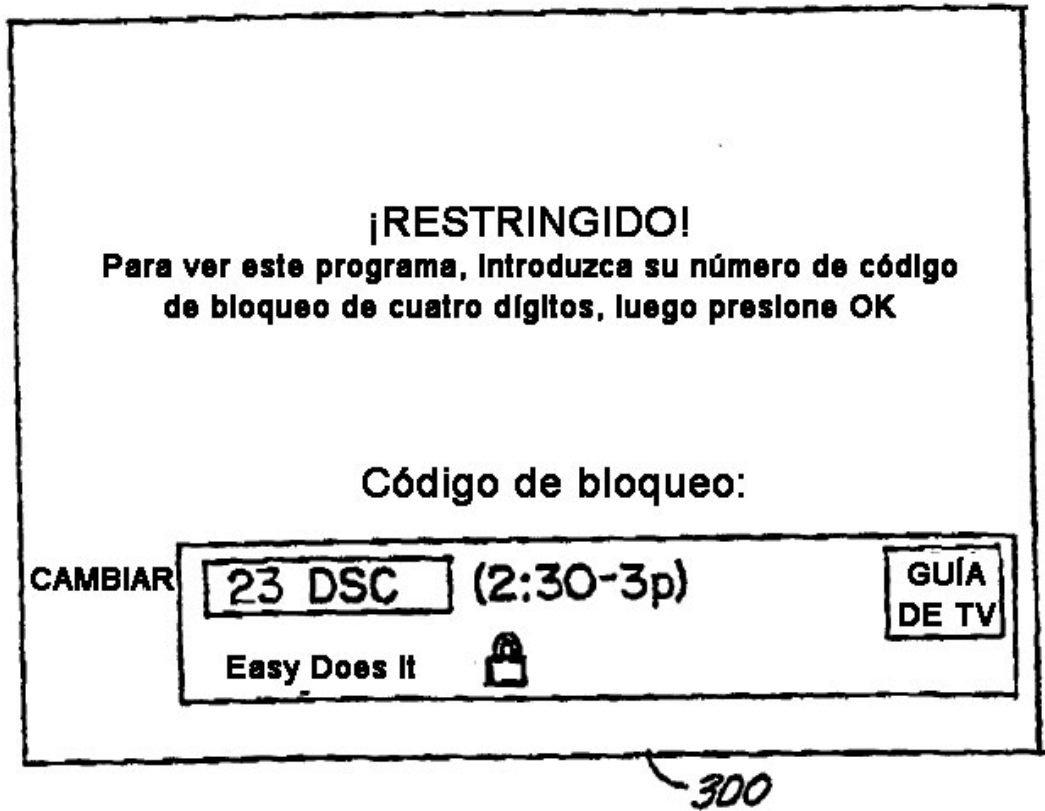 ¡RESTRINGIDO!
Para ver este programa, introduzca su número de código
de bloqueo de cuatro dígitos, luego presione OK
Código de bloqueo:
CAMBIAR 23 DSC (2:30-3p) GUÍA
DE TV
Easy Does It
300